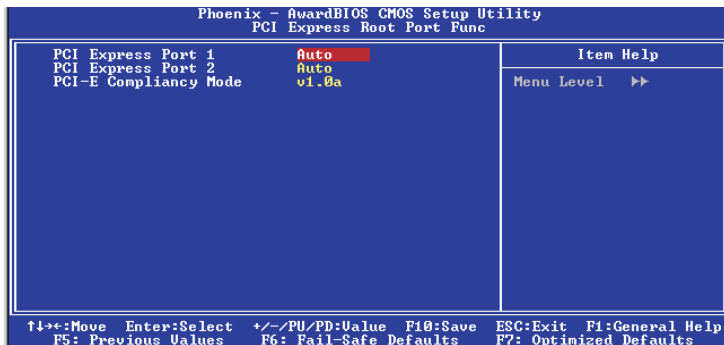 Phoenix - AwardBIOS CMOS Setup Utility
PCI Express Root Port Func
PCI Express Port 1 Auto
PCI Express Port 2 Auto
PCI-E Compliancy Mode v1.0a
Item Help
Menu Level ▶▶
↑↓→←:Move Enter:Select +/-/PU/PD:Value F10:Save ESC:Exit F1:General Help
F5: Previous Values F6: Fail-Safe Defaults F7: Optimized Defaults